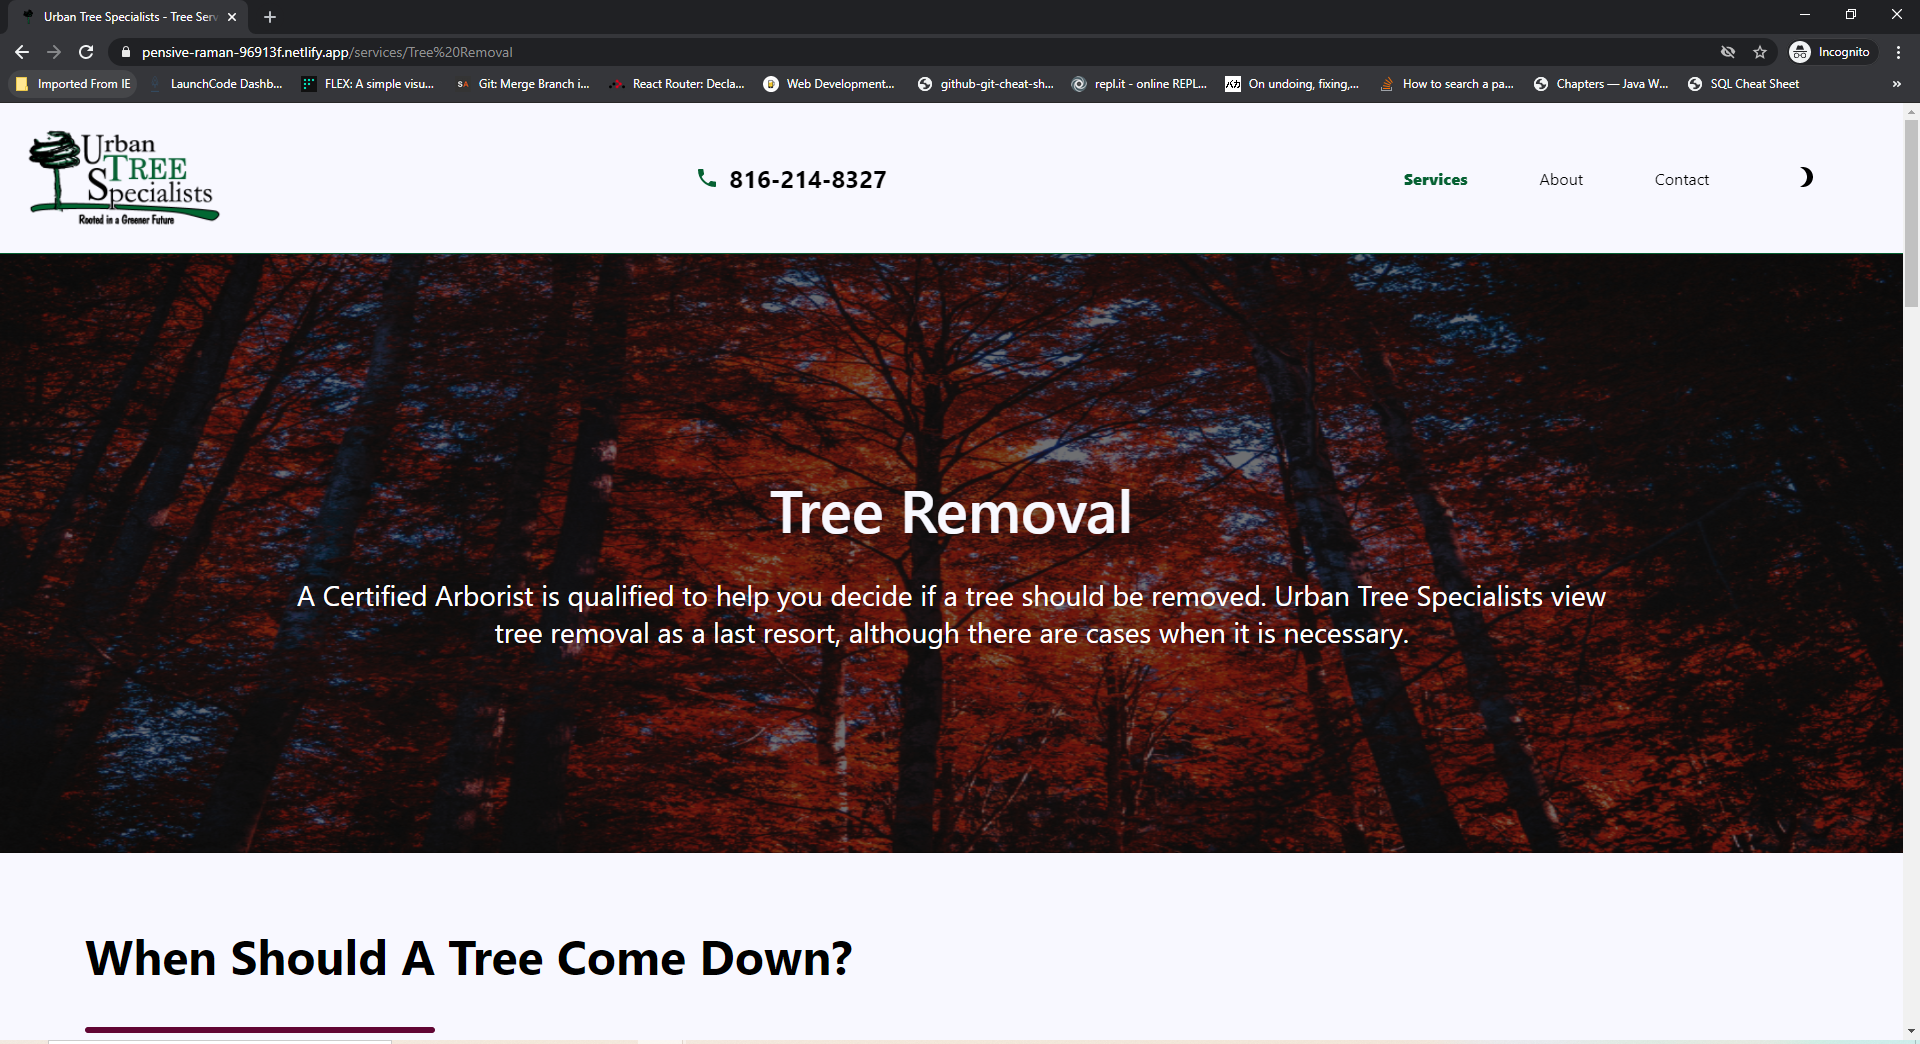 Urban Tree Specialists - Tree Serv
pensive-raman-96913f.netlify.app/services/Tree%20Removal
Incognito
Imported From IE
LaunchCode Dashb...
FLEX: A simple visu...
SA
Git: Merge Branch i...
React Router: Decla...
Web Development...
github-git-cheat-sh...
repl.it - online REPL...
On undoing, fixing,...
How to search a pa...
Chapters — Java W...
SQL Cheat Sheet
»
Urban
TREE
Specialists
Rooted in a Greener Future
816-214-8327
Services
About
Contact
Tree Removal
A Certified Arborist is qualified to help you decide if a tree should be removed. Urban Tree Specialists view
tree removal as a last resort, although there are cases when it is necessary.
When Should A Tree Come Down?